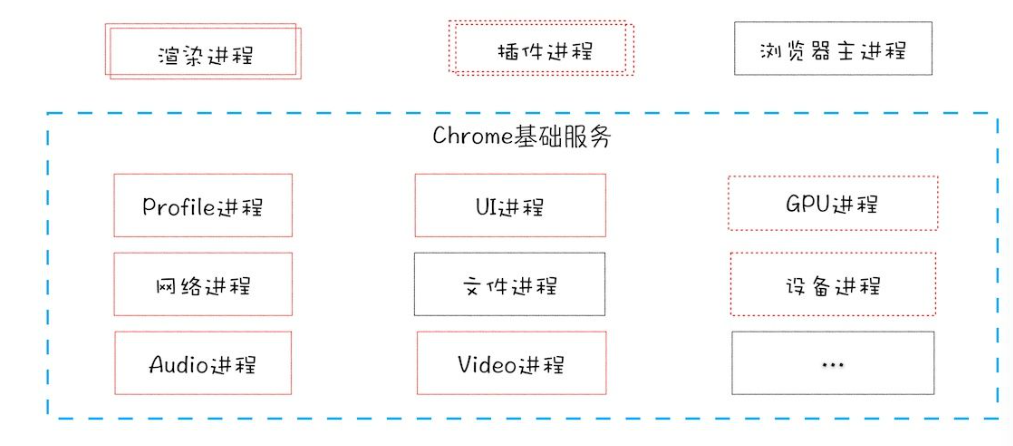 渲染进程
插件进程
浏览器主进程
Chrome基础服务
Profile进程
UI进程
GPU进程
网络进程
文件进程
设备进程
Audio进程
Video进程
...